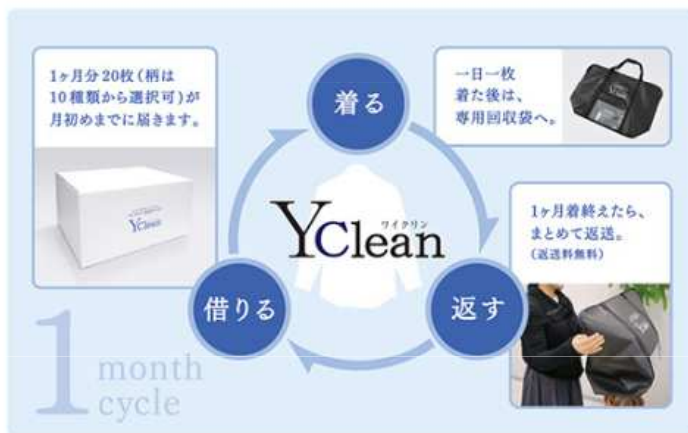 1ヶ月分20枚(柄は
10種類から選択可)が
月初めまでに届きます。
YClean
着る
一日一枚
着た後は、
専用回収袋へ。
ワイクリン
YClean
1ヶ月着終えたら、
まとめて返送。
(返送料無料)
借りる
返す
1 month
cycle